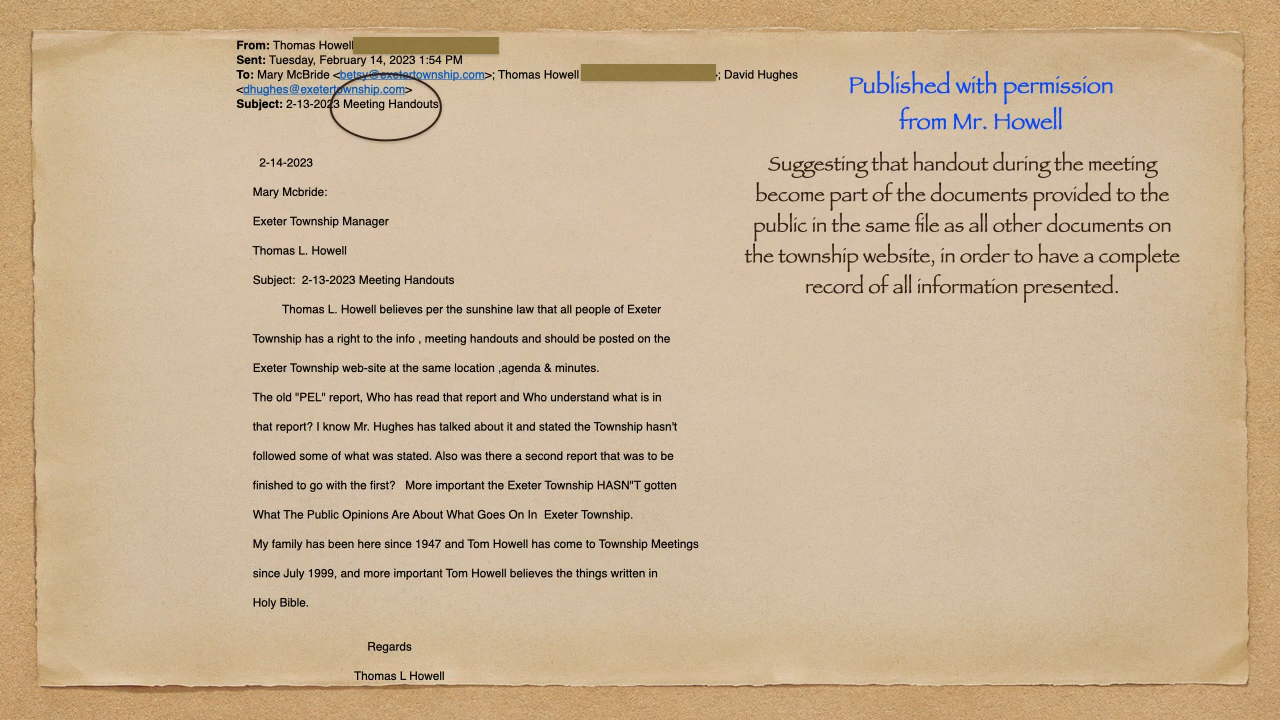 From: Thomas Howell
Sent: Tuesday, February 14, 2023 1:54 PM
To: Mary McBride <betsy@exetertownship.com>; Thomas Howell ; David Hughes
<dhughes@exetertownship.com>
Subject: 2-13-2023 Meeting Handouts
2-14-2023
Mary Mcbride:
Exeter Township Manager
Thomas L. Howell
Subject: 2-13-2023 Meeting Handouts
Thomas L. Howell believes per the sunshine law that all people of Exeter
Township has a right to the info , meeting handouts and should be posted on the
Exeter Township web-site at the same location ,agenda & minutes.
The old "PEL" report, Who has read that report and Who understand what is in
that report? I know Mr. Hughes has talked about it and stated the Township hasn't
followed some of what was stated. Also was there a second report that was to be
finished to go with the first? More important the Exeter Township HASN"T gotten
What The Public Opinions Are About What Goes On In Exeter Township.
My family has been here since 1947 and Tom Howell has come to Township Meetings
since July 1999, and more important Tom Howell believes the things written in
Holy Bible.
Regards
Thomas L Howell
Published with permission
from Mr. Howell
Suggesting that handout during the meeting
become part of the documents provided to the
public in the same file as all other documents on
the township website, in order to have a complete
record of all information presented.